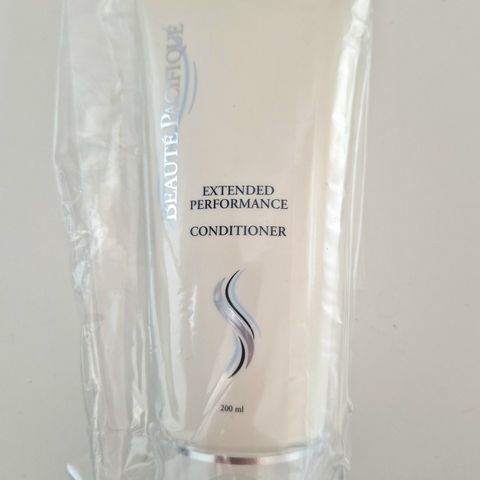 BEAUTÉ PACIFIQUE
EXTENDED
PERFORMANCE
CONDITIONER
200 ml